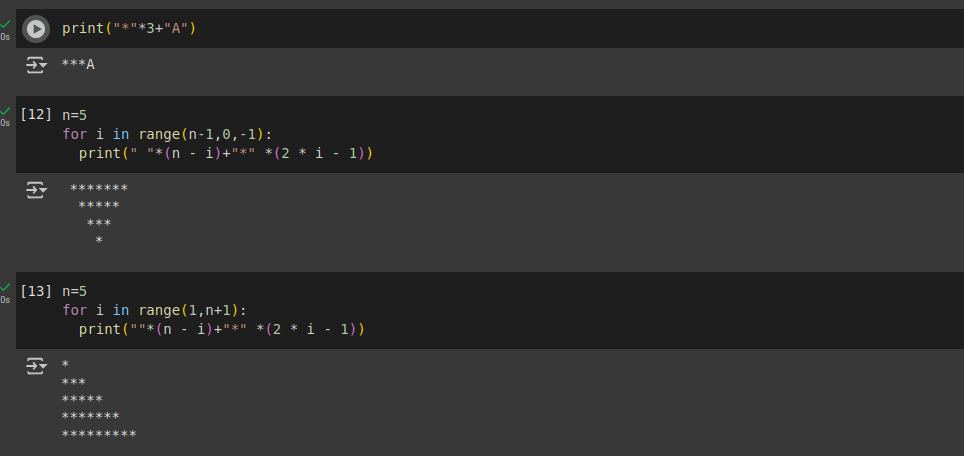 0s
print("*"*3+"A")
***A
0s
[12] n=5
for i in range(n-1,0,-1):
  print(" "*(n - i)+"*" *(2 * i - 1))
 *******
  *****
   ***
    *
0s
[13] n=5
for i in range(1,n+1):
  print(""*(n - i)+"*" *(2 * i - 1))
*
***
*****
*******
*********